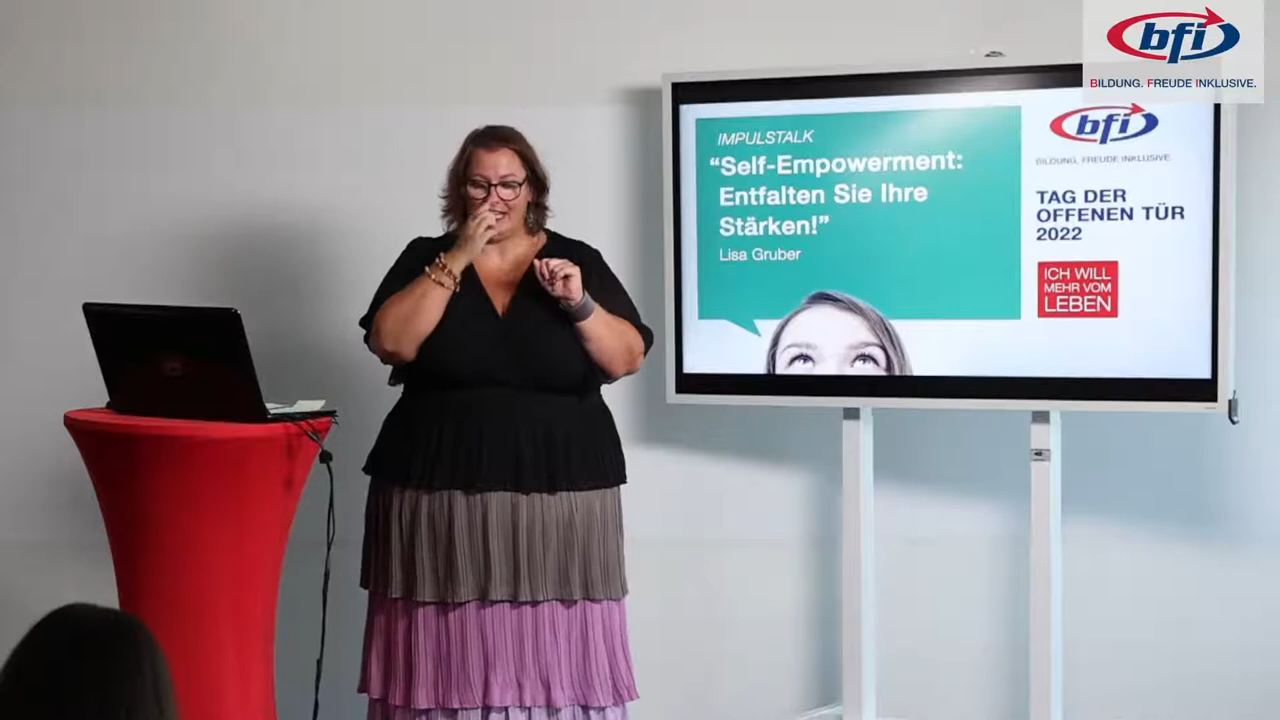 bfi
BILDUNG. FREUDE INKLUSIVE.
IMPULSTALK
“Self-Empowerment:
Entfalten Sie Ihre
Stärken!”
Lisa Gruber
bfi
BILDUNG. FREUDE INKLUSIVE.
TAG DER
OFFENEN TÜR
2022
ICH WILL
MEHR VOM
LEBEN